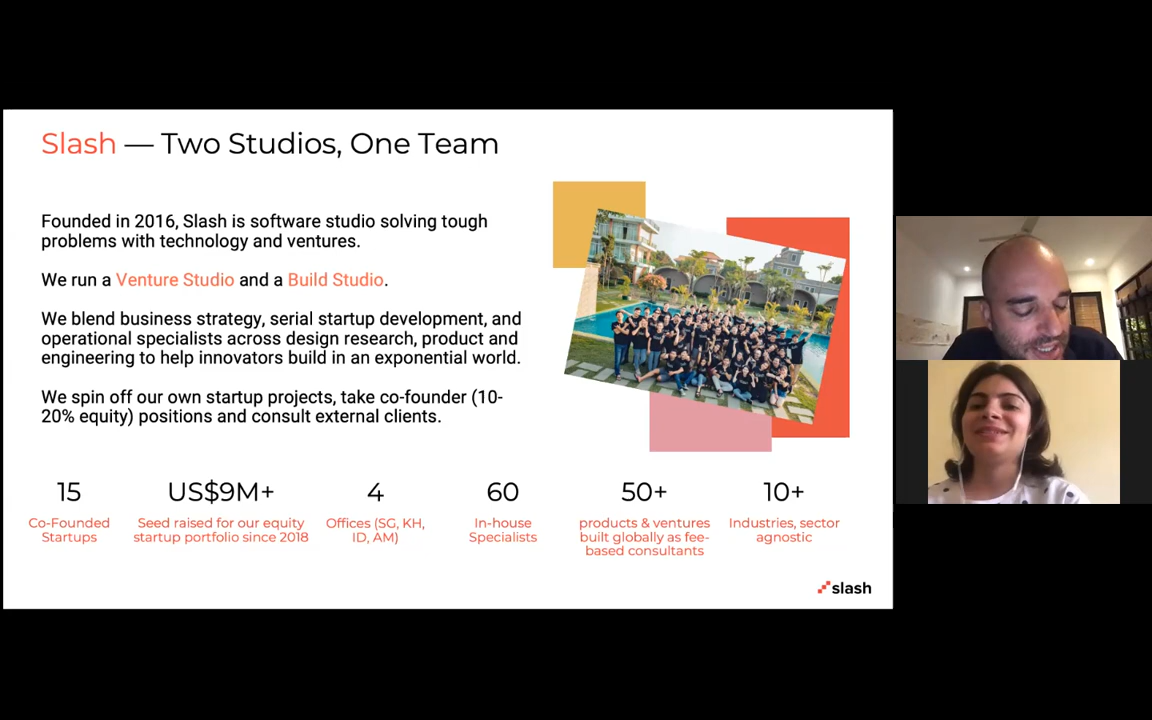 Slash — Two Studios, One Team
Founded in 2016, Slash is software studio solving tough
problems with technology and ventures.
We run a Venture Studio and a Build Studio.
We blend business strategy, serial startup development, and
operational specialists across design research, product and
engineering to help innovators build in an exponential world.
We spin off our own startup projects, take co-founder (10-
20% equity) positions and consult external clients.
15
Co-Founded
Startups
US$9M+
Seed raised for our equity
startup portfolio since 2018
4
Offices (SG, KH,
ID, AM)
60
In-house
Specialists
50+
products & ventures
built globally as fee-
based consultants
10+
Industries, sector
agnostic
slash